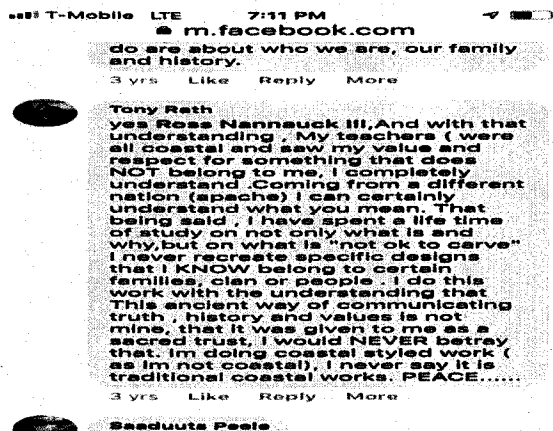 T-Mobile LTE 7:11 PM
m.facebook.com
do are about who we are, our family
and history.
3 yrs Like Reply More
Tony Rath
yes Ross Nannauck III,And with that
understanding , My teachers ( were
all coastal and saw my value and
respect for something that does
NOT belong to me, I completely
understand .Coming from a different
nation (apache) I can certainly
understand what you mean. That
being said , I have spent a life time
of study on not only what is and
why,but on what is "not ok to carve"
I never recreate specific designs
that I KNOW belong to certain
families, clan or people . I do this
work with the understanding that
This ancient way of communicating
truth , history and values is not
mine, that it was given to me as a
sacred trust, I would NEVER betray
that. Im doing coastal styled work (
as Im not coastal), I never say it is
traditional coastal works. PEACE......
3 yrs Like Reply More
Saaduuts Peele